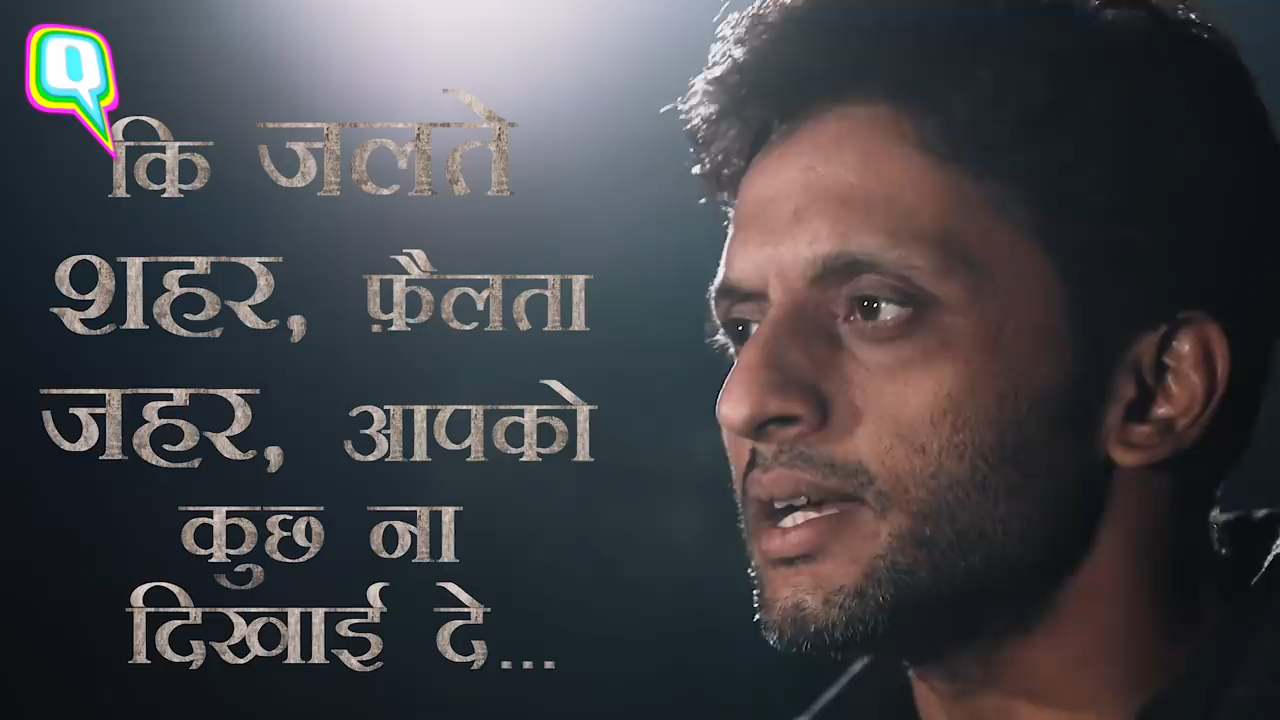 Q
कि जलते
शहर, फ़ैलता
जहर, आपको
कुछ ना
दिखाई दे...